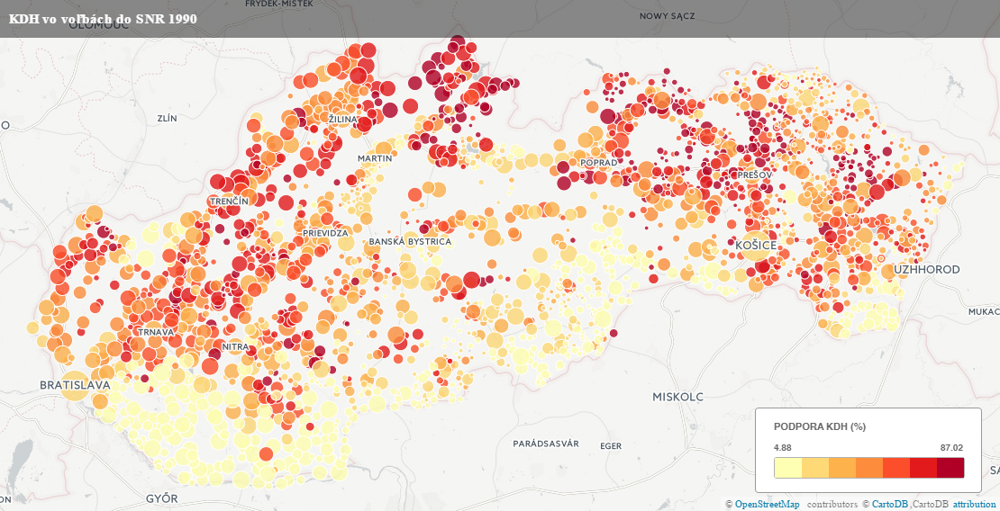 FRÝDEK-MÍSTEK
KDH vo voľbách do SNR 1990
OLOMOUC
NOWY SĄCZ
ZLÍN
ŽILINA
MARTIN
POPRAD
PREŠOV
TRENČÍN
PRIEVIDZA
BANSKÁ BYSTRICA
KOŠICE
UZHHOROD
MUKAC
TRNAVA
NITRA
BRATISLAVA
MISKOLC
PODPORA KDH (%)
4.88 87.02
PARÁDSASVÁR
EGER
GYŐR
© OpenStreetMap contributors © CartoDB ,CartoDB attribution